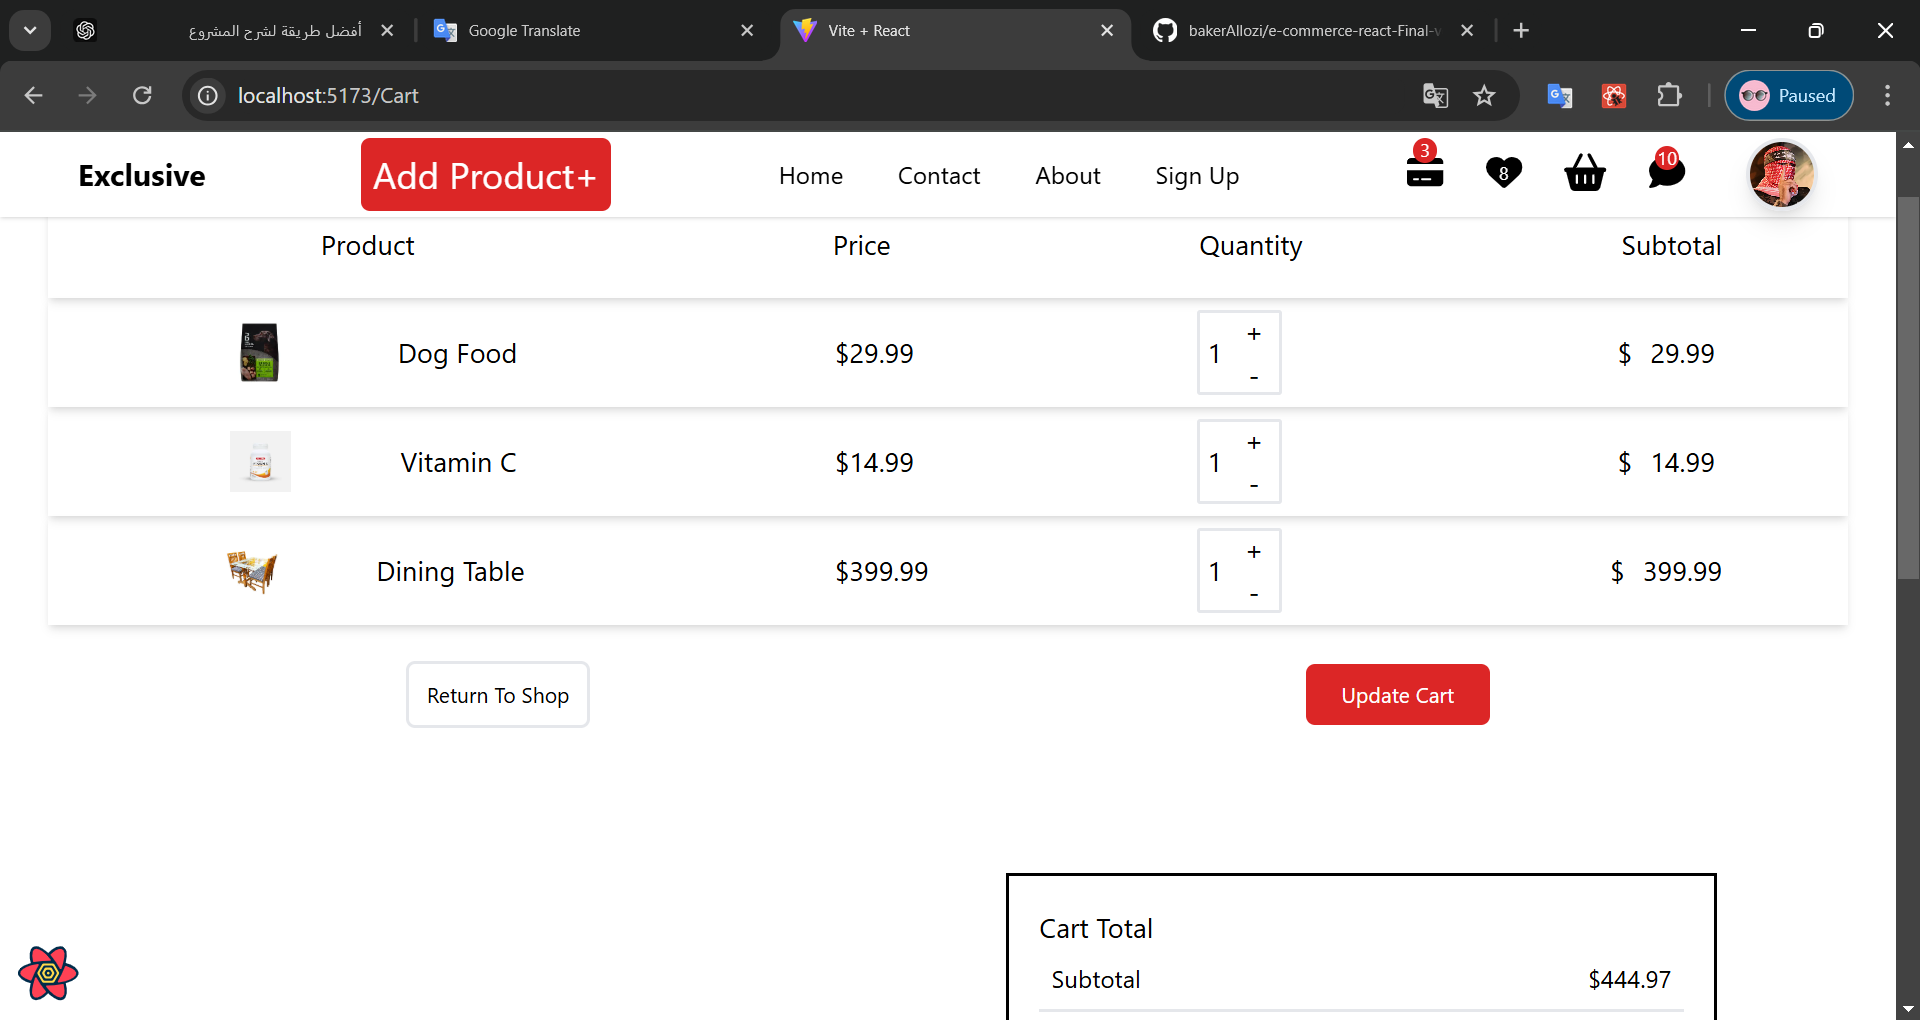 أفضل طريقة لشرح المشروع
Google Translate
Vite + React
bakerAllozi/e-commerce-react-Final-v
localhost:5173/Cart
Paused
Exclusive
Add Product+
Home
Contact
About
Sign Up
3
8
10
Product Price Quantity Subtotal
Dog Food $29.99 1 + - $ 29.99
Vitamin C $14.99 1 + - $ 14.99
Dining Table $399.99 1 + - $ 399.99
Return To Shop
Update Cart
Cart Total
Subtotal $444.97